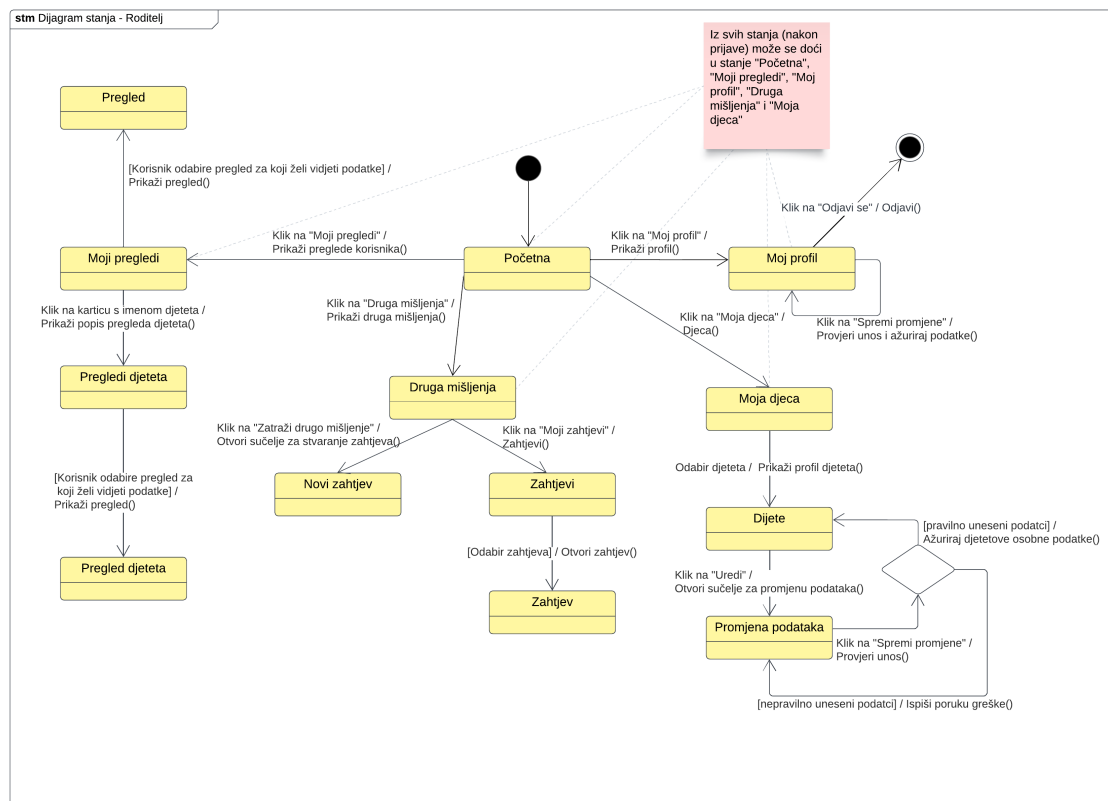 stm Dijagram stanja - Roditelj
Iz svih stanja (nakon
prijave) može se doći
u stanje "Početna",
"Moji pregledi", "Moj
profil", "Druga
mišljenja" i "Moja
djeca"
Pregled
[Korisnik odabire pregled za koji želi vidjeti podatke] /
Prikaži pregled()
Klik na "Odjavi se" / Odjavi()
Klik na "Moji pregledi" /
Prikaži preglede korisnika()
Klik na "Moj profil" /
Prikaži profil()
Moji pregledi
Početna
Moj profil
Klik na karticu s imenom djeteta /
Prikaži popis pregleda djeteta()
Klik na "Druga mišljenja" /
Prikaži druga mišljenja()
Klik na "Moja djeca" /
Djeca()
Klik na "Spremi promjene" /
Provjeri unos i ažuriraj podatke()
Pregledi djeteta
Druga mišljenja
Moja djeca
Klik na "Zatraži drugo mišljenje" /
Otvori sučelje za stvaranje zahtjeva()
Klik na "Moji zahtjevi" /
Zahtjevi()
Odabir djeteta /  Prikaži profil djeteta()
[Korisnik odabire pregled za
koji želi vidjeti podatke] /
Prikaži pregled()
Novi zahtjev
Zahtjevi
Dijete
[pravilno uneseni podatci] /
Ažuriraj djetetove osobne podatke()
[Odabir zahtjeva] / Otvori zahtjev()
Pregled djeteta
Klik na "Uredi" /
Otvori sučelje za promjenu podataka()
Zahtjev
Promjena podataka
Klik na "Spremi promjene" /
Provjeri unos()
[nepravilno uneseni podatci] / Ispiši poruku greške()